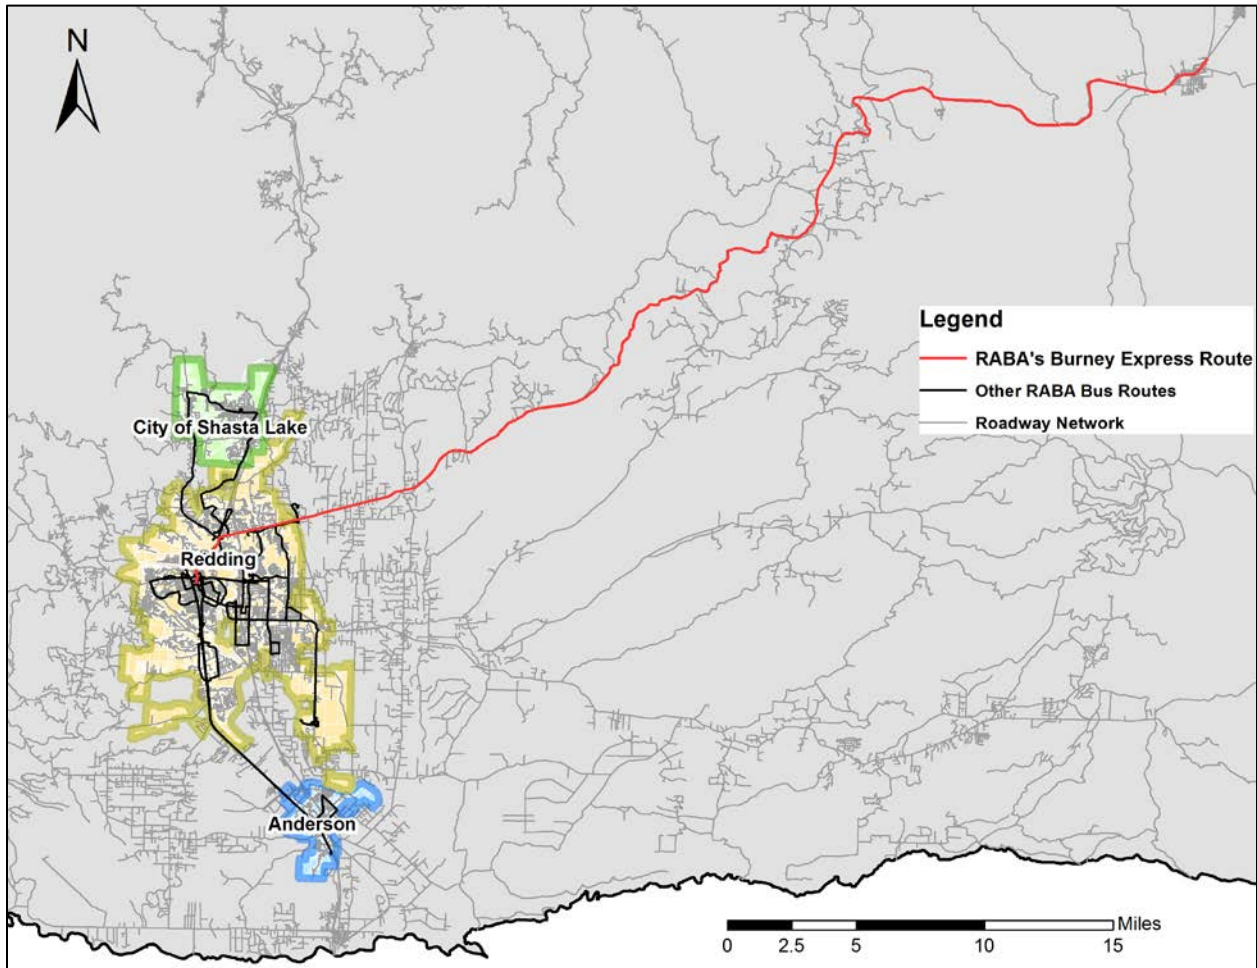 N
Legend
RABA's Burney Express Route
Other RABA Bus Routes
Roadway Network
City of Shasta Lake
Redding
Anderson
Miles
0 2.5 5 10 15